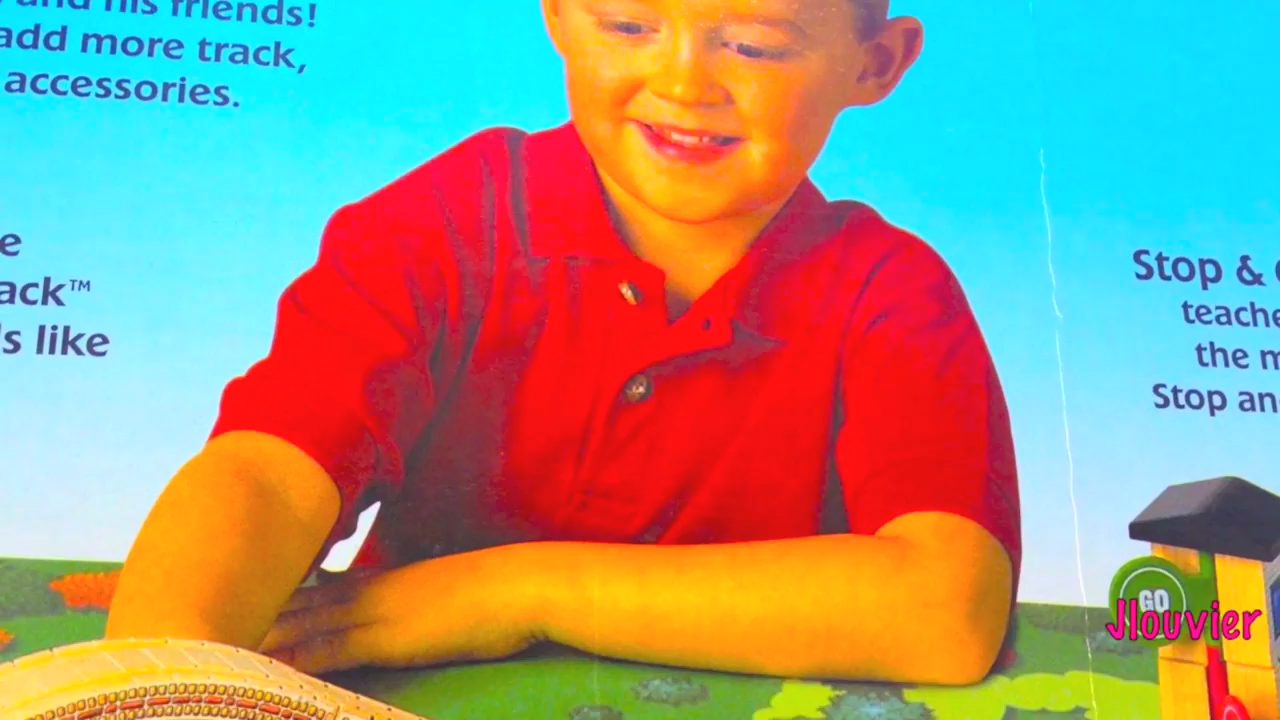 and his friends!
add more track,
accessories.
e
ack™
s like
Stop &
teache
the m
Stop an
GO
Jlouvier